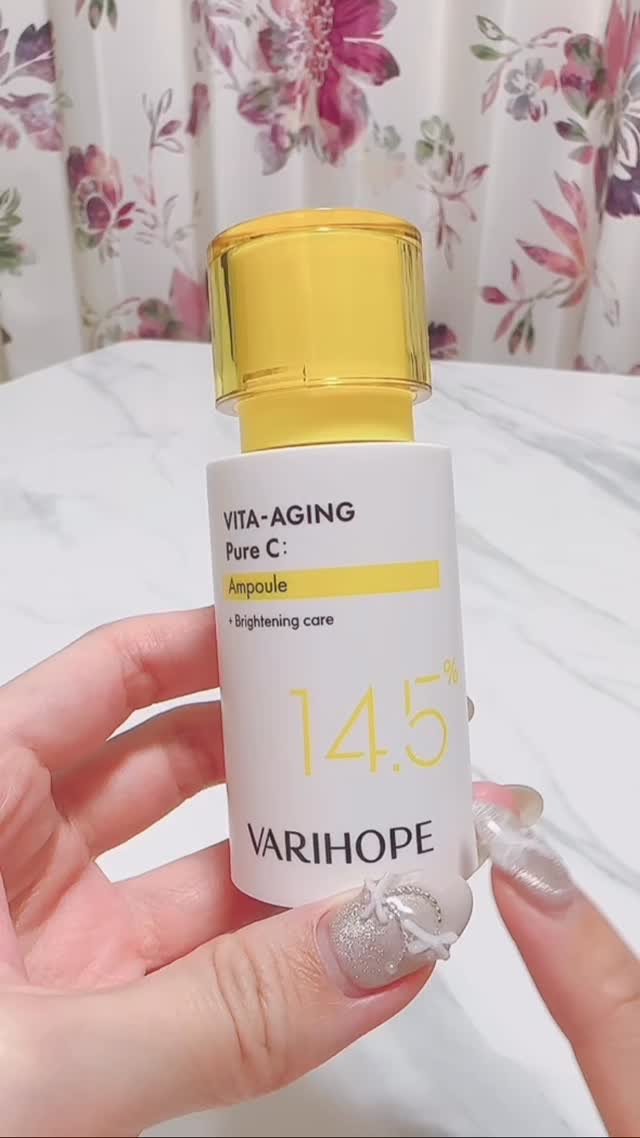 VITA-AGING
Pure C:
Ampoule
+ Brightening care
14.5%
VARIHOPE